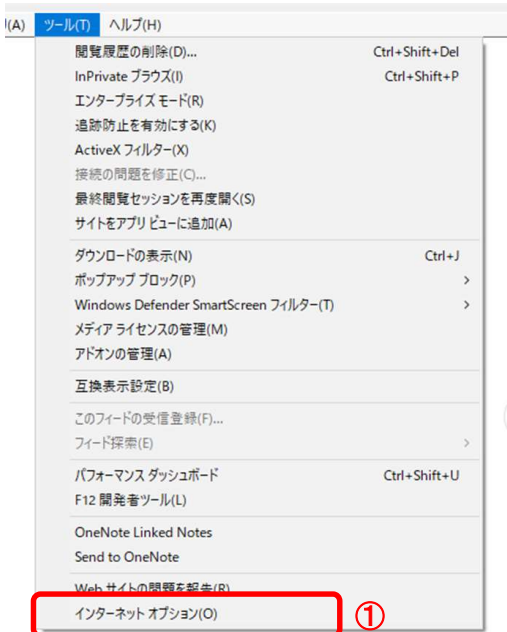 (A) ツール(T) ヘルプ(H)
閲覧履歴の削除(D)... Ctrl+Shift+Del
InPrivate ブラウズ(I) Ctrl+Shift+P
エンタープライズ モード(R)
追跡防止を有効にする(K)
ActiveX フィルター(X)
接続の問題を修正(C)...
最終閲覧セッションを再度開く(S)
サイトをアプリ ビューに追加(A)
ダウンロードの表示(N) Ctrl+J
ポップアップ ブロック(P)
Windows Defender SmartScreen フィルター(T)
メディア ライセンスの管理(M)
アドオンの管理(A)
互換表示設定(B)
このフィードの受信登録(F)...
フィード探索(E)
パフォーマンス ダッシュボード Ctrl+Shift+U
F12 開発者ツール(L)
OneNote Linked Notes
Send to OneNote
Web サイトの問題を報告(R)
インターネット オプション(O) ①